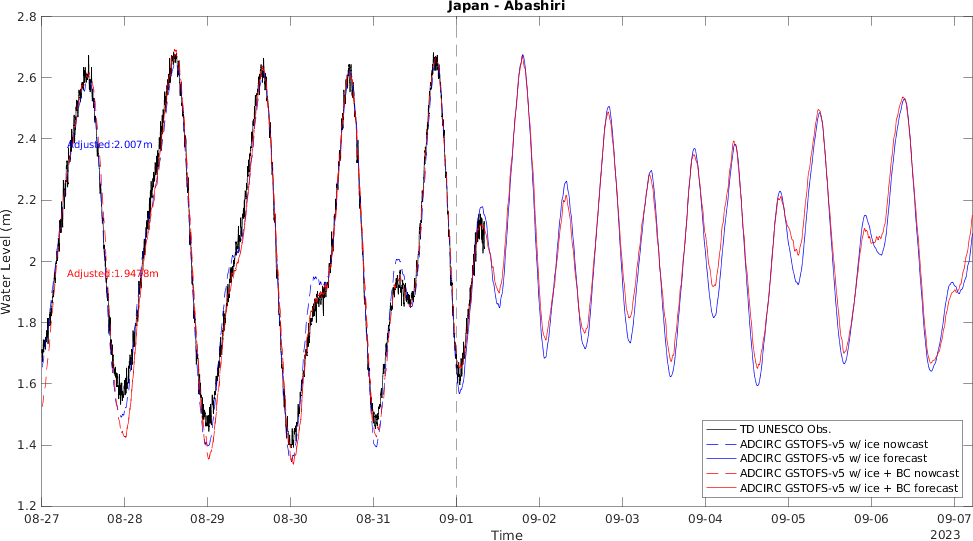 Japan - Abashiri
Water Level (m)
2.8
2.6
2.4
2.2
2
1.8
1.6
1.4
1.2
Adjusted:2.007m
Adjusted:1.9478m
TD UNESCO Obs.
ADCIRC GSTOFS-v5 w/ ice nowcast
ADCIRC GSTOFS-v5 w/ ice forecast
ADCIRC GSTOFS-v5 w/ ice + BC nowcast
ADCIRC GSTOFS-v5 w/ ice + BC forecast
08-27 08-28 08-29 08-30 08-31 09-01 09-02 09-03 09-04 09-05 09-06 09-07
2023
Time